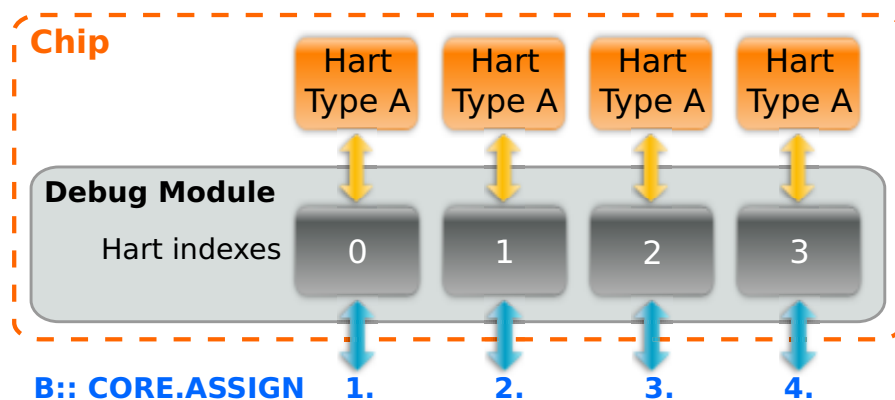 Chip
Hart Type A
Hart Type A
Hart Type A
Hart Type A
Debug Module
Hart indexes 0 1 2 3
B:: CORE.ASSIGN 1. 2. 3. 4.